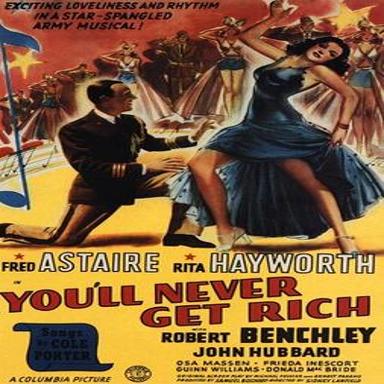 EXCITING LOVELINESS AND RHYTHM
IN A STAR-SPANGLED
ARMY MUSICAL!
FRED ASTAIRE RITA HAYWORTH
IN
YOU'LL NEVER
GET RICH
WITH
ROBERT BENCHLEY
JOHN HUBBARD
OSA MASSEN - FRIEDA INESCORT
GUINN WILLIAMS - DONALD MacBRIDE
Songs
by COLE
PORTER
A COLUMBIA PICTURE